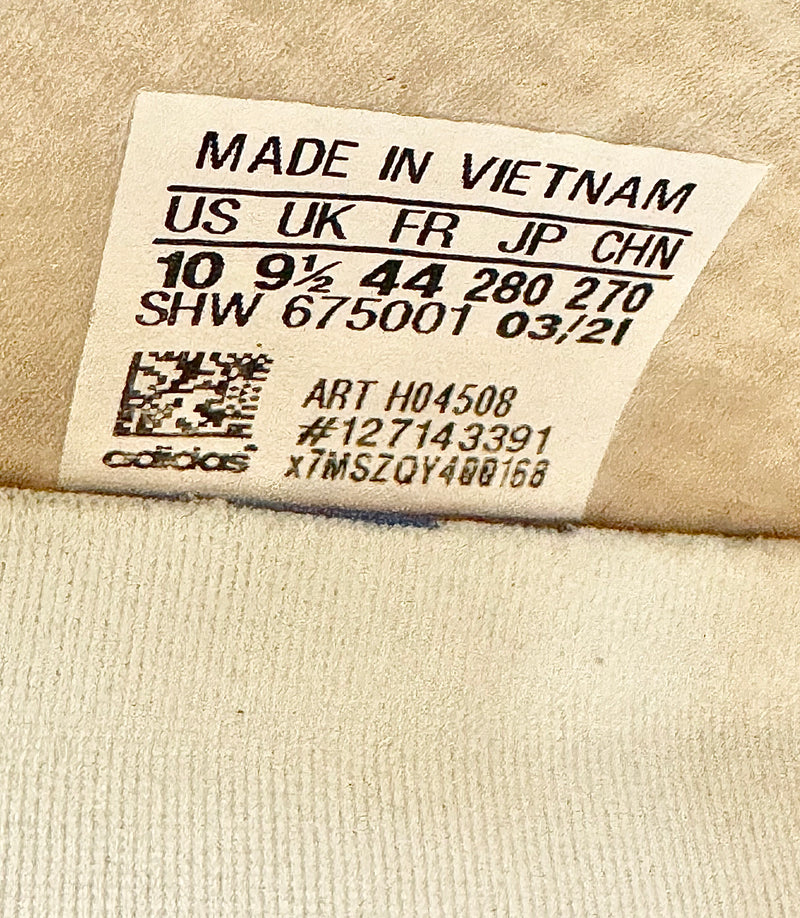 MADE IN VIETNAM
US UK FR JP CHN
10 9½ 44 280 270
SHW 675001 03/21
ART H04508
#127143391
adidas x7MSZQY400168